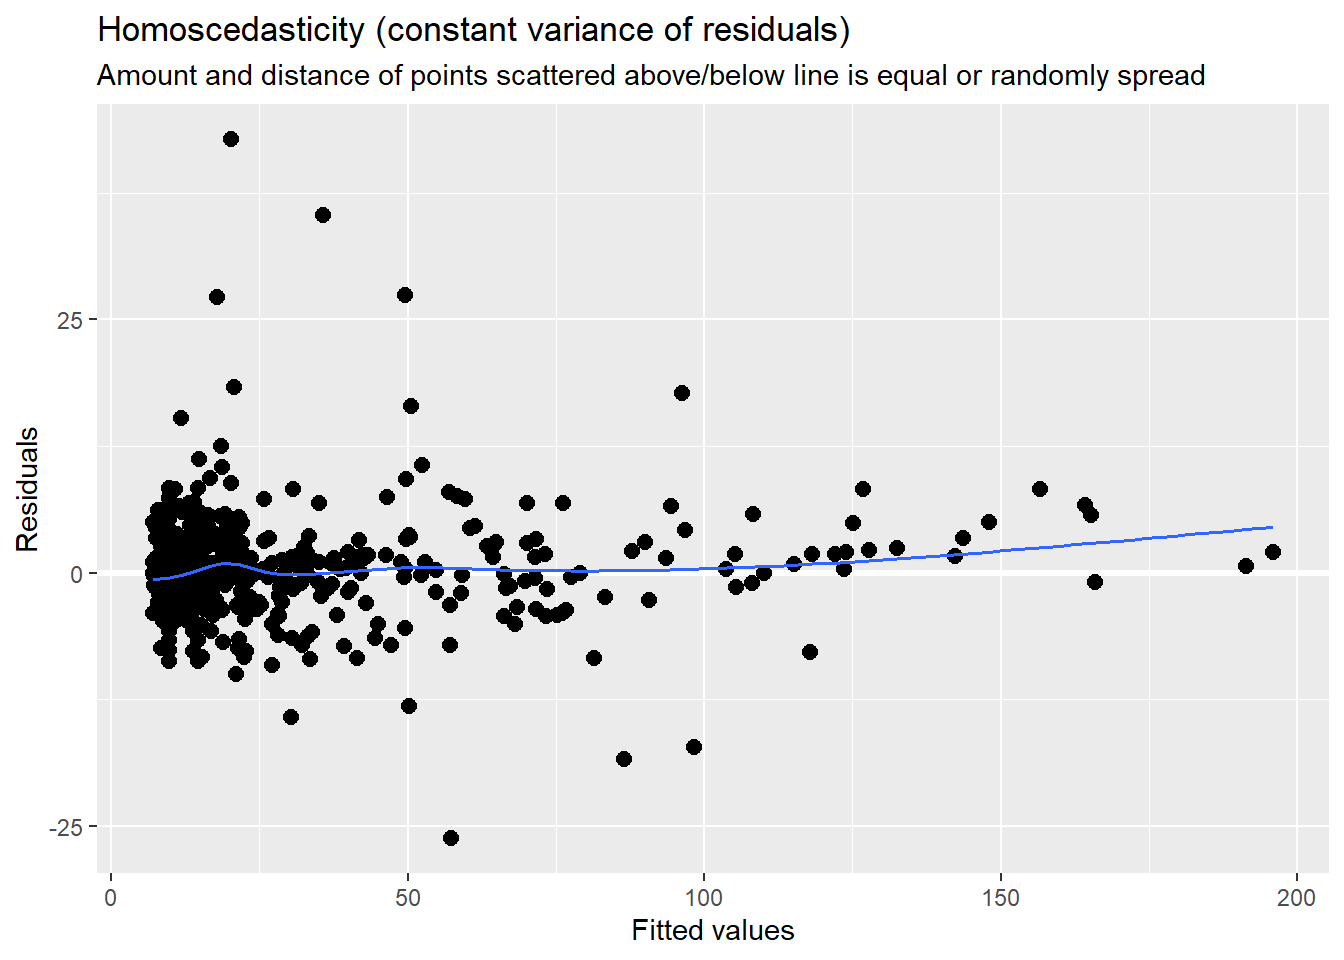 Homoscedasticity (constant variance of residuals)
Amount and distance of points scattered above/below line is equal or randomly spread
Residuals
25
0
-25
0 50 100 150 200
Fitted values